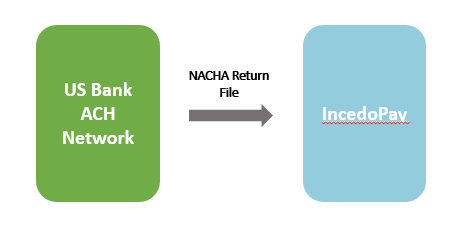 US Bank
ACH
Network
NACHA Return
File
IncedoPay